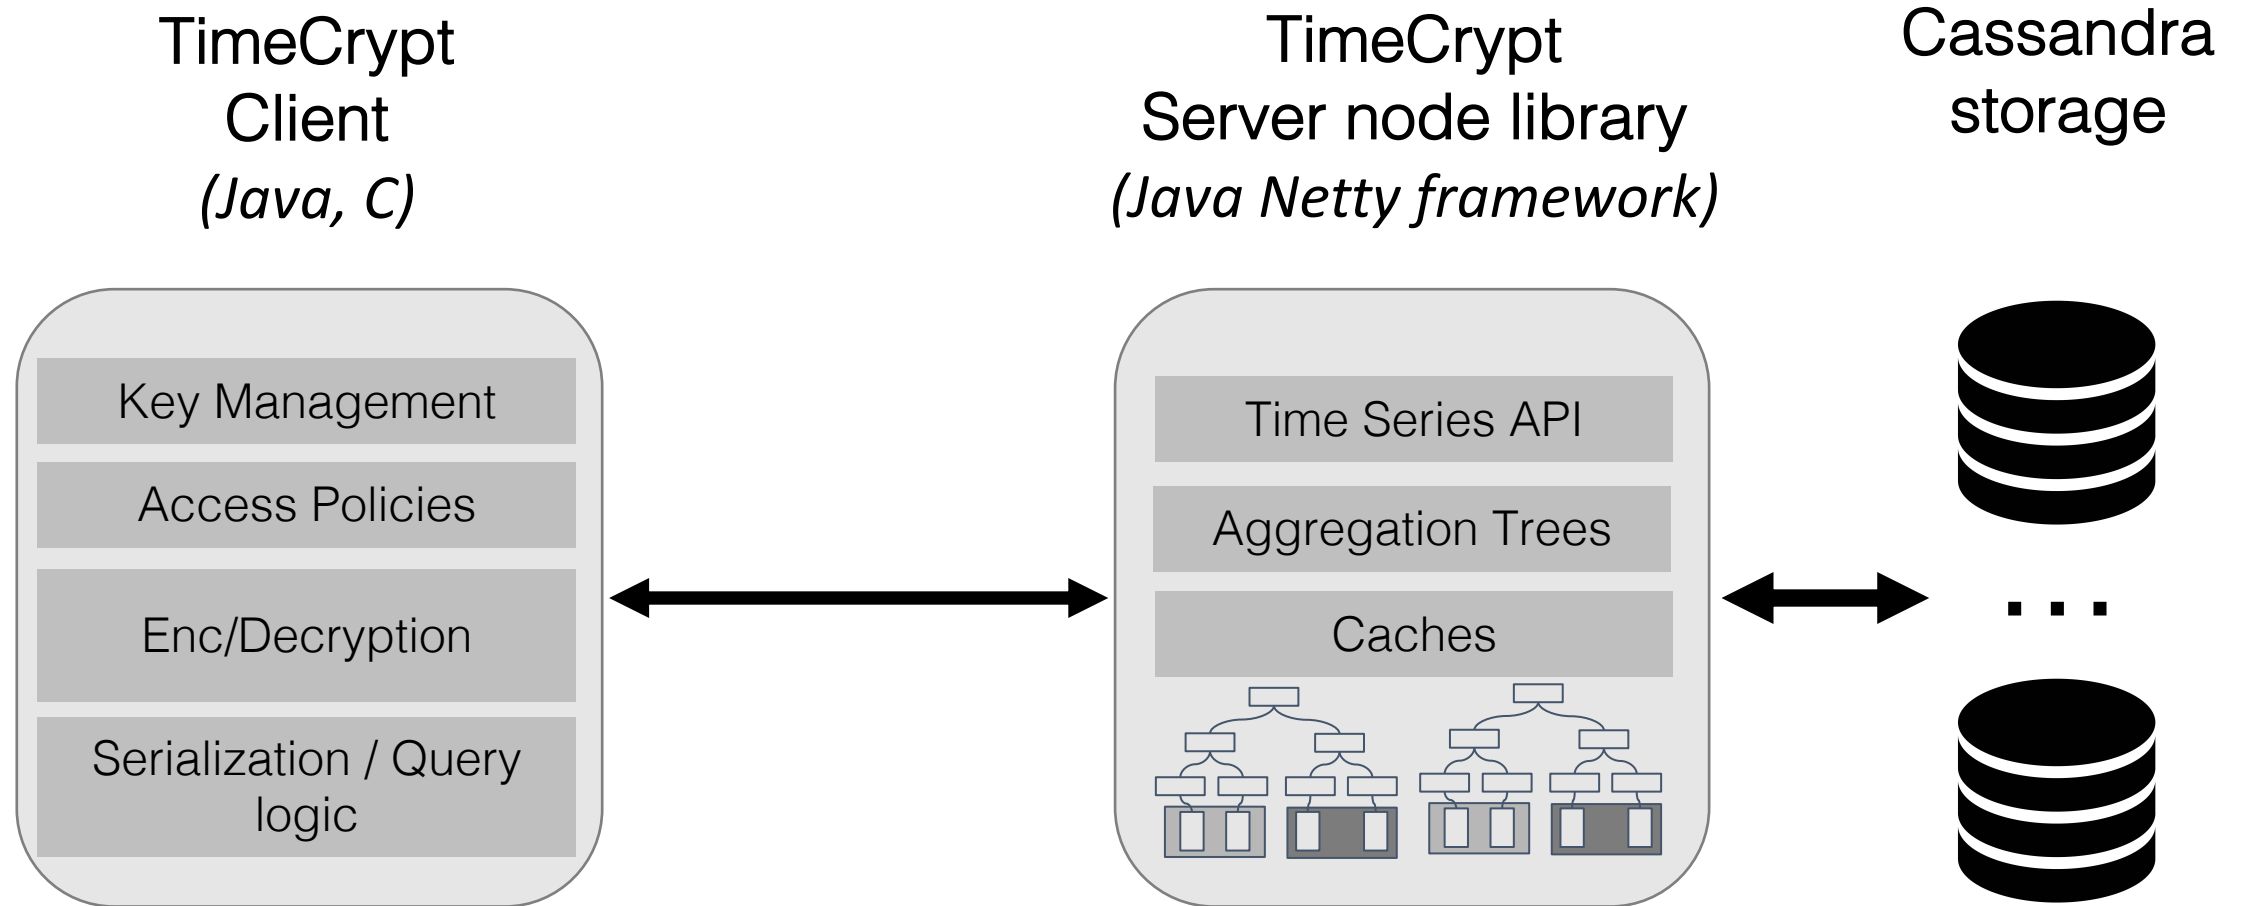 TimeCrypt
Client
(Java, C)
TimeCrypt
Server node library
(Java Netty framework)
Cassandra
storage
Key Management
Access Policies
Enc/Decryption
Serialization / Query
logic
Time Series API
Aggregation Trees
Caches
...